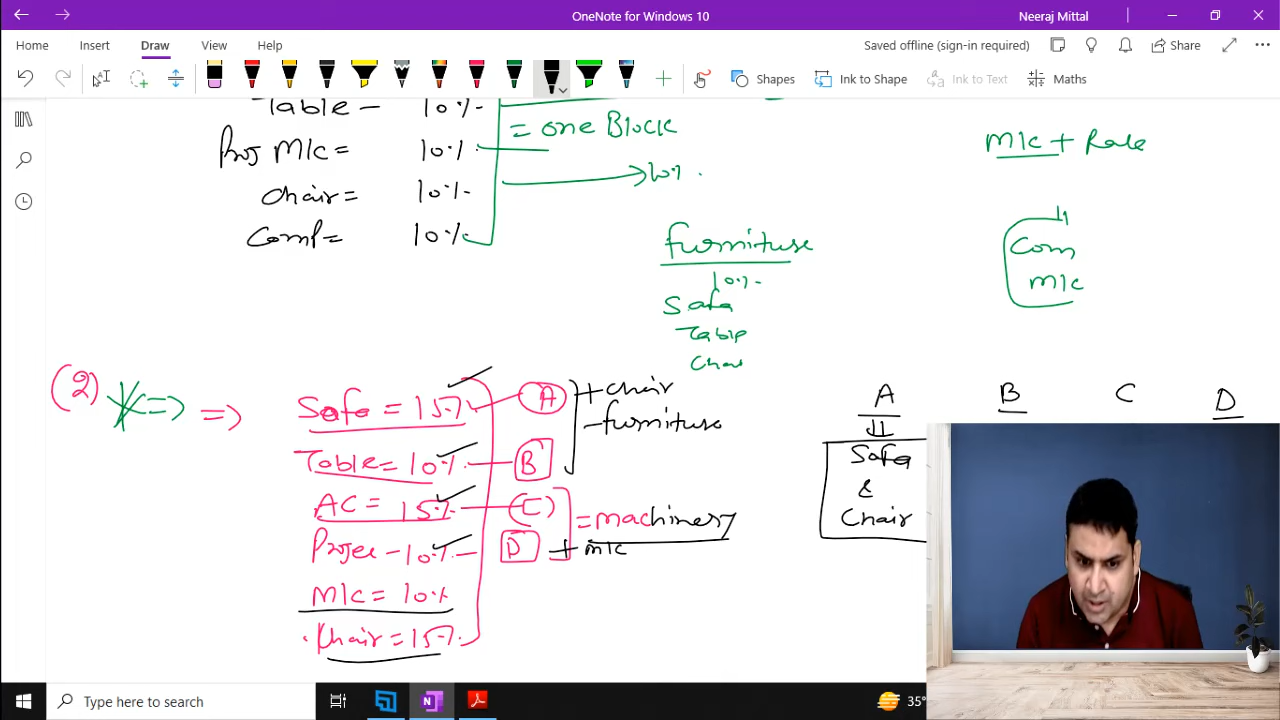 OneNote for Windows 10
Neeraj Mittal
Home Insert Draw View Help
Saved offline (sign-in required) Share
Shapes Ink to Shape Ink to Text Maths
Table - 10%
= one Block
Proj M/c = 10%
M/c + Rate
chair = 10%
10%.
Comp = 10%
furniture
10%
Sofa
Table
Chai
Com
M/c
(2) => =>
Sofa = 15% A + chair
- furniture
Table = 10% B
AC = 15% (C) = machinery
Projec - 10% D + m/c
M/c = 10%
Chair = 15%
A B C D
Sofa
&
Chair
Type here to search
35°